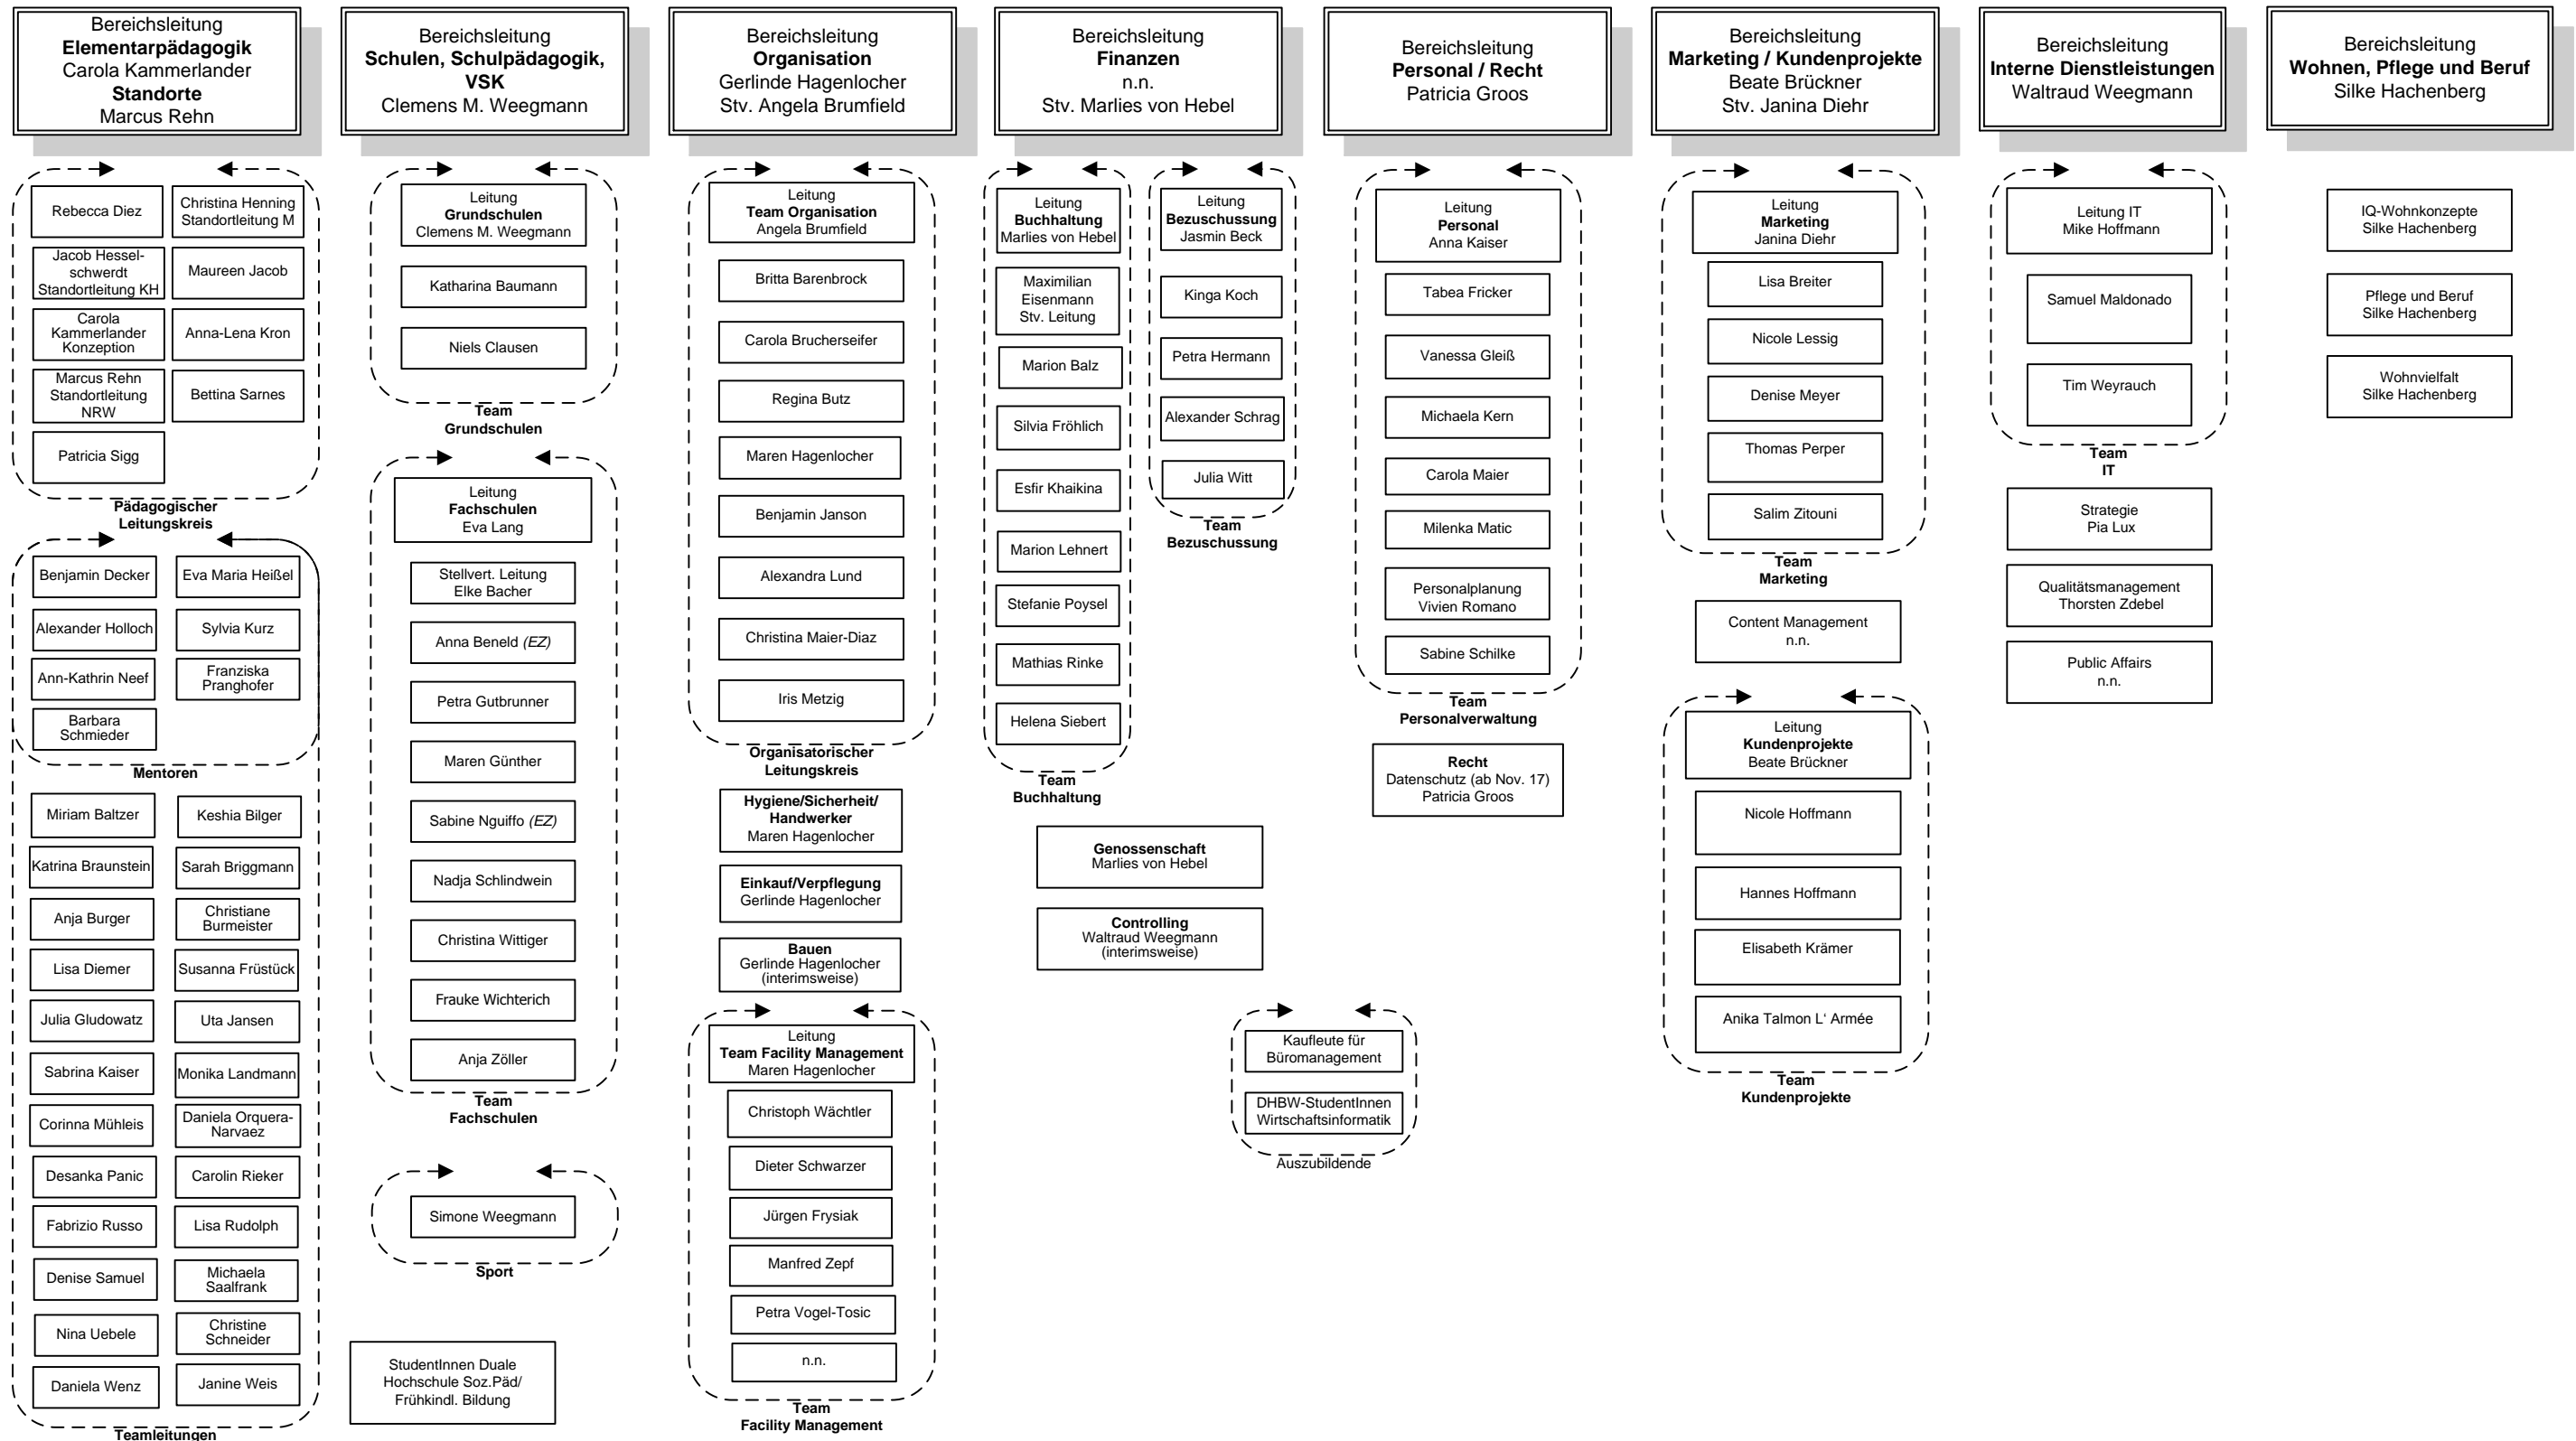 Bereichsleitung
Elementarpädagogik
Carola Kammerlander
Standorte
Marcus Rehn
Rebecca Diez
Christina Henning
Standortleitung M
Jacob Hessel-
schwerdt
Standortleitung KH
Maureen Jacob
Carola
Kammerlander
Konzeption
Anna-Lena Kron
Marcus Rehn
Standortleitung
NRW
Bettina Sarnes
Patricia Sigg
Pädagogischer
Leitungskreis
Benjamin Decker
Eva Maria Heißel
Alexander Holloch
Sylvia Kurz
Ann-Kathrin Neef
Franziska
Pranghofer
Barbara
Schmieder
Mentoren
Miriam Baltzer
Keshia Bilger
Katrina Braunstein
Sarah Briggmann
Anja Burger
Christiane
Burmeister
Lisa Diemer
Susanna Früstück
Julia Gludowatz
Uta Jansen
Sabrina Kaiser
Monika Landmann
Corinna Mühleis
Daniela Orquera-
Narvaez
Desanka Panic
Carolin Rieker
Fabrizio Russo
Lisa Rudolph
Denise Samuel
Michaela
Saalfrank
Nina Uebele
Christine
Schneider
Daniela Wenz
Janine Weis
Teamleitungen
Bereichsleitung
Schulen, Schulpädagogik,
VSK
Clemens M. Weegmann
Leitung
Grundschulen
Clemens M. Weegmann
Katharina Baumann
Niels Clausen
Team
Grundschulen
Leitung
Fachschulen
Eva Lang
Stellvert. Leitung
Elke Bacher
Anna Beneld (EZ)
Petra Gutbrunner
Maren Günther
Sabine Nguiffo (EZ)
Nadja Schlindwein
Christina Wittiger
Frauke Wichterich
Anja Zöller
Team
Fachschulen
Simone Weegmann
Sport
StudentInnen Duale
Hochschule Soz.Päd/
Frühkindl. Bildung
Bereichsleitung
Organisation
Gerlinde Hagenlocher
Stv. Angela Brumfield
Leitung
Team Organisation
Angela Brumfield
Britta Barenbrock
Carola Brucherseifer
Regina Butz
Maren Hagenlocher
Benjamin Janson
Alexandra Lund
Christina Maier-Diaz
Iris Metzig
Organisatorischer
Leitungskreis
Hygiene/Sicherheit/
Handwerker
Maren Hagenlocher
Einkauf/Verpflegung
Gerlinde Hagenlocher
Bauen
Gerlinde Hagenlocher
(interimsweise)
Leitung
Team Facility Management
Maren Hagenlocher
Christoph Wächtler
Dieter Schwarzer
Jürgen Frysiak
Manfred Zepf
Petra Vogel-Tosic
n.n.
Team
Facility Management
Bereichsleitung
Finanzen
n.n.
Stv. Marlies von Hebel
Leitung
Buchhaltung
Marlies von Hebel
Maximilian
Eisenmann
Stv. Leitung
Marion Balz
Silvia Fröhlich
Esfir Khaikina
Marion Lehnert
Stefanie Poysel
Mathias Rinke
Helena Siebert
Team
Buchhaltung
Leitung
Bezuschussung
Jasmin Beck
Kinga Koch
Petra Hermann
Alexander Schrag
Julia Witt
Team
Bezuschussung
Genossenschaft
Marlies von Hebel
Controlling
Waltraud Weegmann
(interimsweise)
Kaufleute für
Büromanagement
DHBW-StudentInnen
Wirtschaftsinformatik
Auszubildende
Bereichsleitung
Personal / Recht
Patricia Groos
Leitung
Personal
Anna Kaiser
Tabea Fricker
Vanessa Gleiß
Michaela Kern
Carola Maier
Milenka Matic
Personalplanung
Vivien Romano
Sabine Schilke
Team
Personalverwaltung
Recht
Datenschutz (ab Nov. 17)
Patricia Groos
Bereichsleitung
Marketing / Kundenprojekte
Beate Brückner
Stv. Janina Diehr
Leitung
Marketing
Janina Diehr
Lisa Breiter
Nicole Lessig
Denise Meyer
Thomas Perper
Salim Zitouni
Team
Marketing
Content Management
n.n.
Leitung
Kundenprojekte
Beate Brückner
Nicole Hoffmann
Hannes Hoffmann
Elisabeth Krämer
Anika Talmon L‘ Armée
Team
Kundenprojekte
Bereichsleitung
Interne Dienstleistungen
Waltraud Weegmann
Leitung IT
Mike Hoffmann
Samuel Maldonado
Tim Weyrauch
Team
IT
Strategie
Pia Lux
Qualitätsmanagement
Thorsten Zdebel
Public Affairs
n.n.
Bereichsleitung
Wohnen, Pflege und Beruf
Silke Hachenberg
IQ-Wohnkonzepte
Silke Hachenberg
Pflege und Beruf
Silke Hachenberg
Wohnvielfalt
Silke Hachenberg